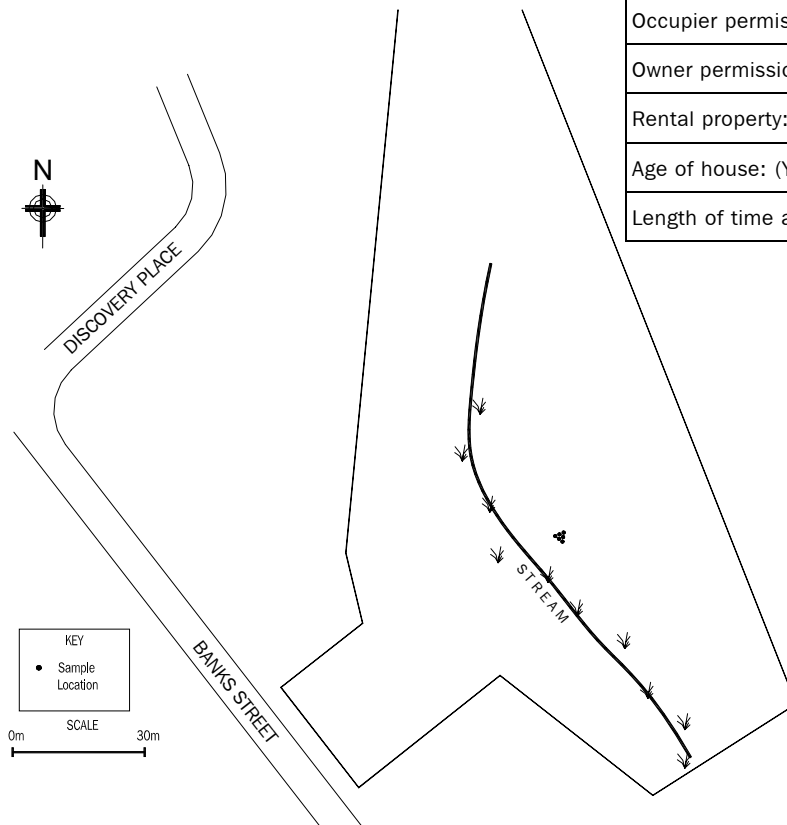 Occupier permis
Owner permissio
Rental property:
Age of house: (Y
Length of time a
N
DISCOVERY PLACE
STREAM
BANKS STREET
KEY
Sample
Location
SCALE
0m 30m